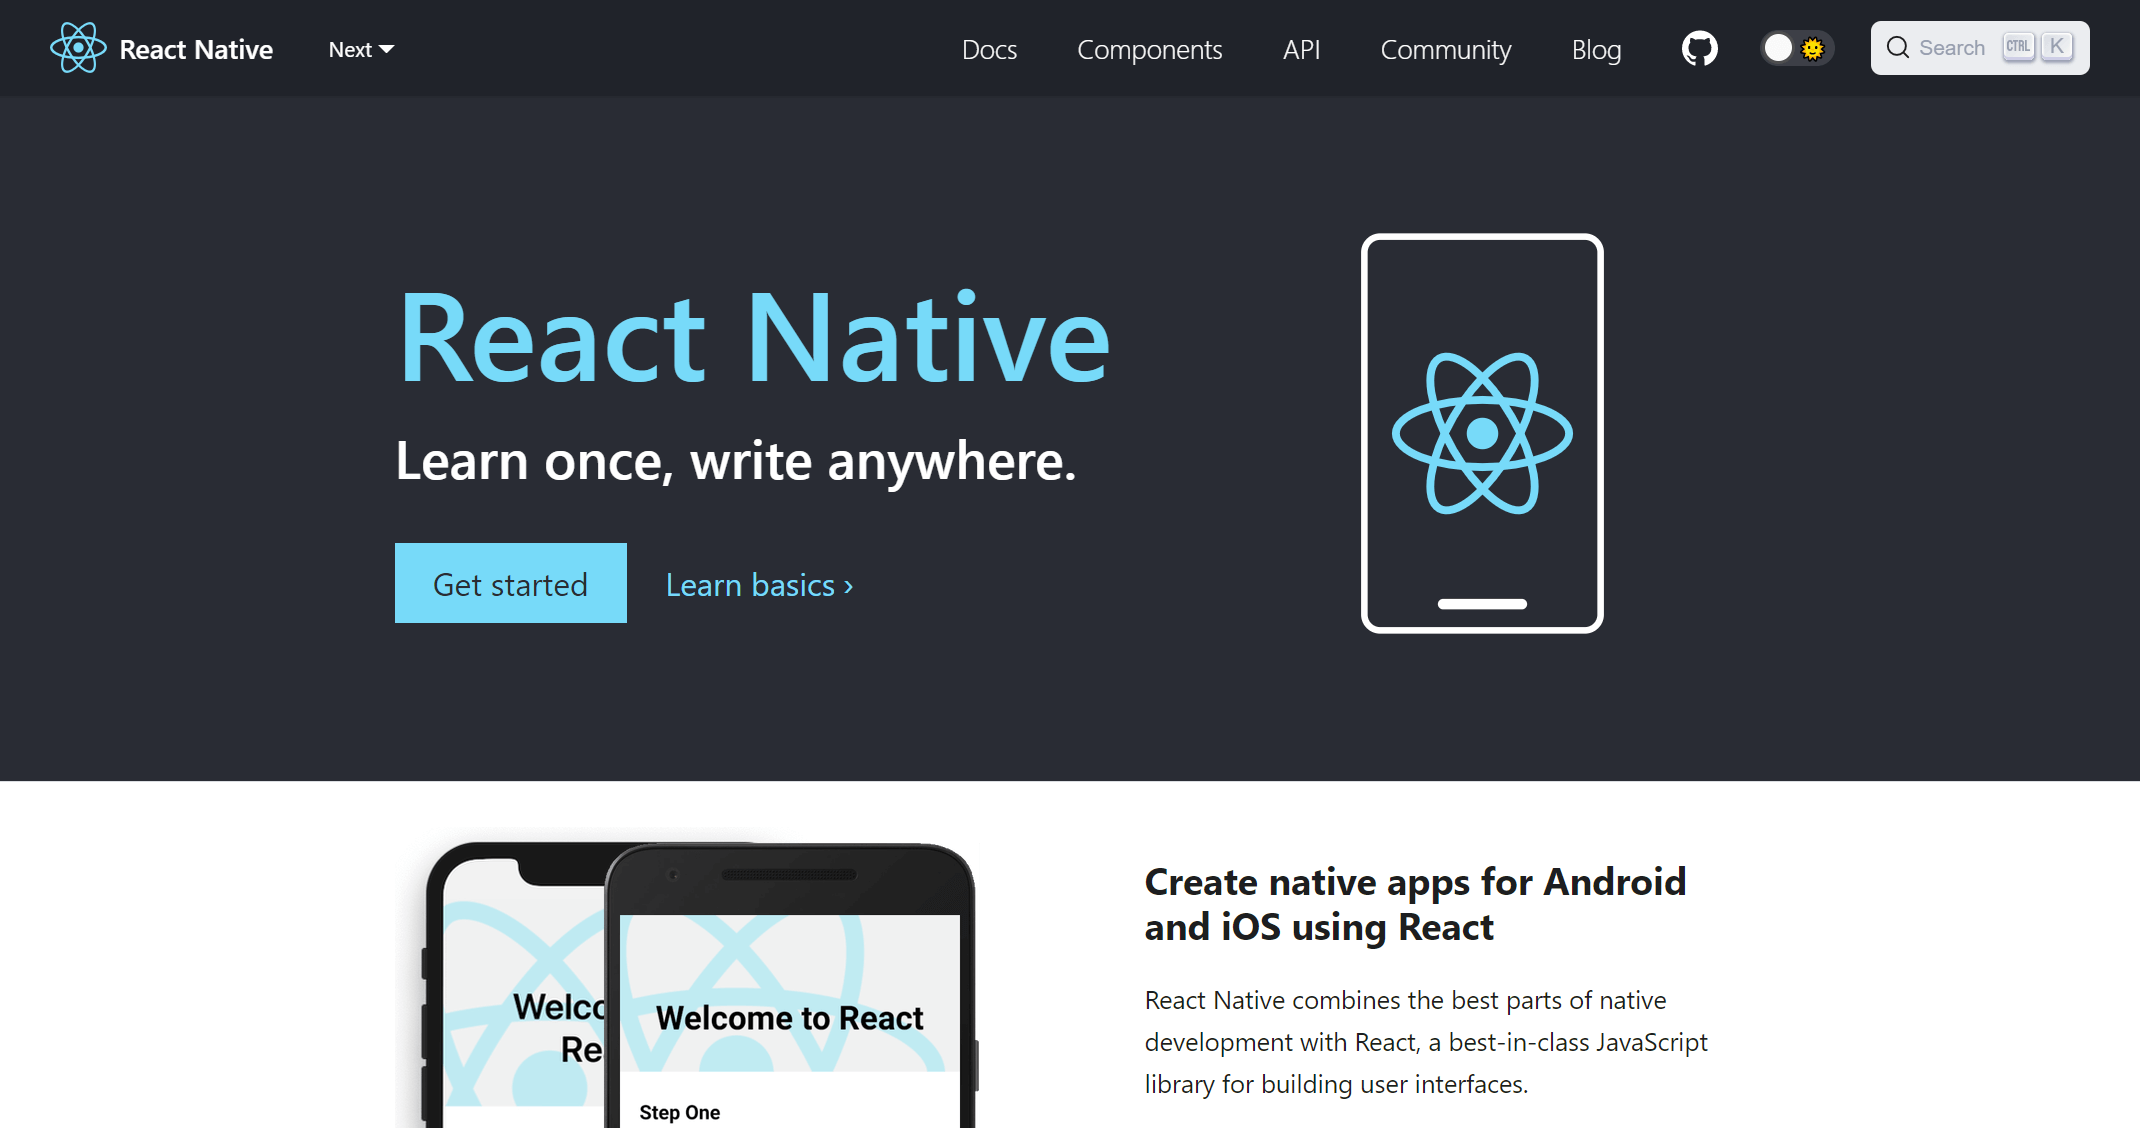 React Native
Next
Docs
Components
API
Community
Blog
Search
CTRL
K
React Native
Learn once, write anywhere.
Get started
Learn basics ›
Welcome to React
Step One
Create native apps for Android
and iOS using React
React Native combines the best parts of native
development with React, a best-in-class JavaScript
library for building user interfaces.